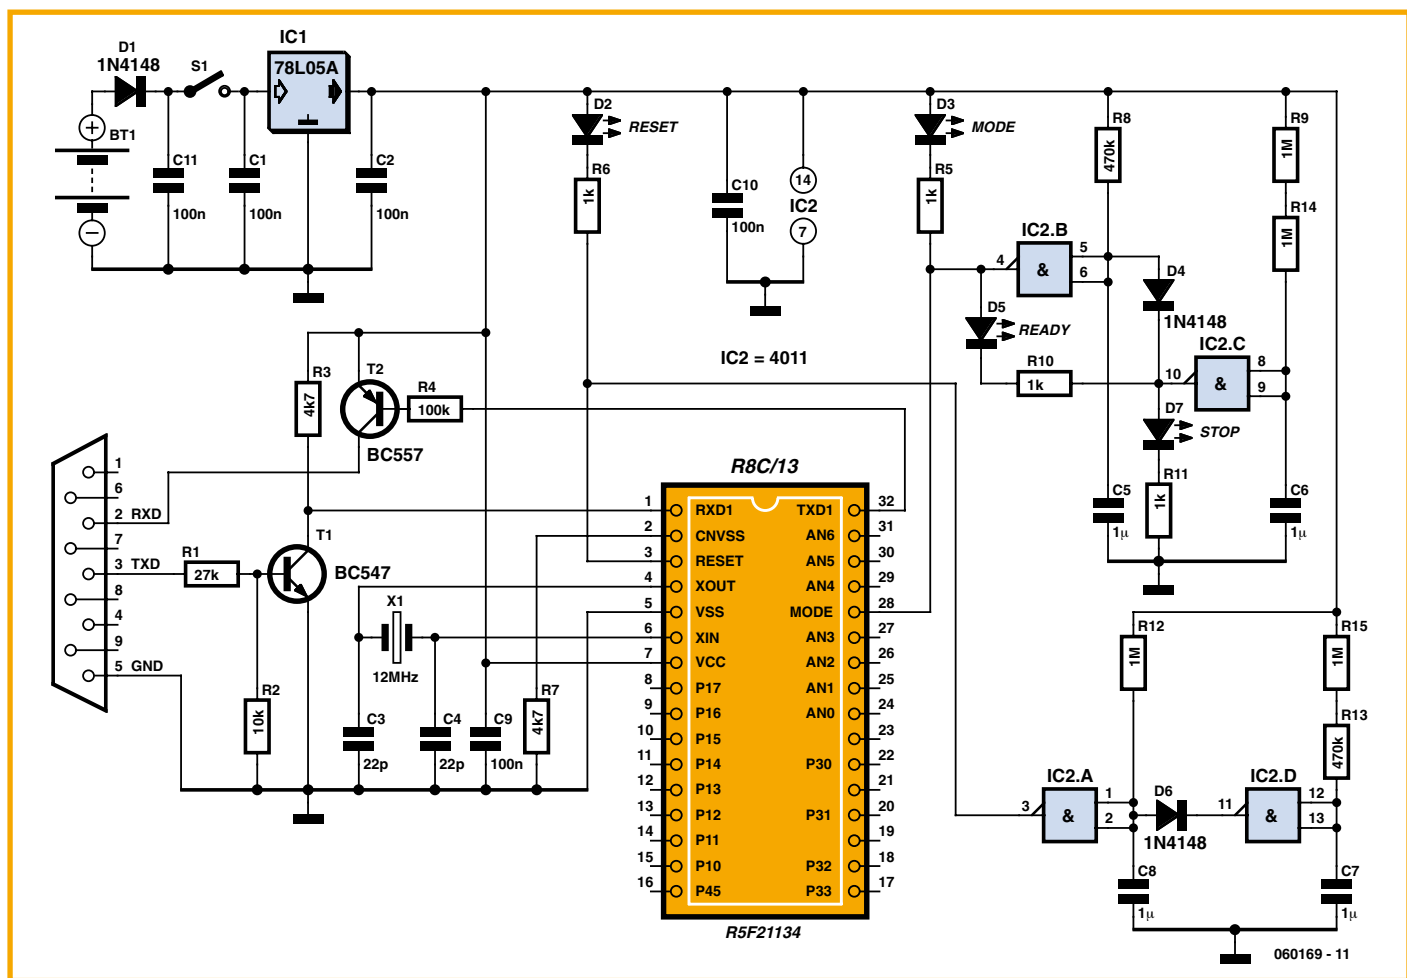 D1
1N4148
S1
IC1
78L05A
BT1
C11
100n
C1
100n
C2
100n
D2
RESET
R6
1k
C10
100n
14
IC2
7
D3
MODE
R5
1k
R8
470k
R9
1M
R14
1M
IC2.B
4
&
5
6
D4
1N4148
D5
READY
R10
1k
IC2.C
10
&
8
9
D7
STOP
R11
1k
C5
1µ
C6
1µ
IC2 = 4011
R3
4k7
T2
BC557
R4
100k
1
6
2 RXD
7
3 TXD
8
4
9
5 GND
R1
27k
T1
BC547
R2
10k
X1
12MHz
C3
22p
C4
22p
C9
100n
R7
4k7
R8C/13
1 RXD1 TXD1 32
2 CNVSS AN6 31
3 RESET AN5 30
4 XOUT AN4 29
5 VSS MODE 28
6 XIN AN3 27
7 VCC AN2 26
8 P17 AN1 25
9 P16 AN0 24
10 P15 23
11 P14 P30 22
12 P13 21
13 P12 P31 20
14 P11 19
15 P10 P32 18
16 P45 P33 17
R5F21134
R12
1M
R15
1M
R13
470k
IC2.A
3
&
1
2
D6
1N4148
IC2.D
11
&
12
13
C8
1µ
C7
1µ
060169 - 11